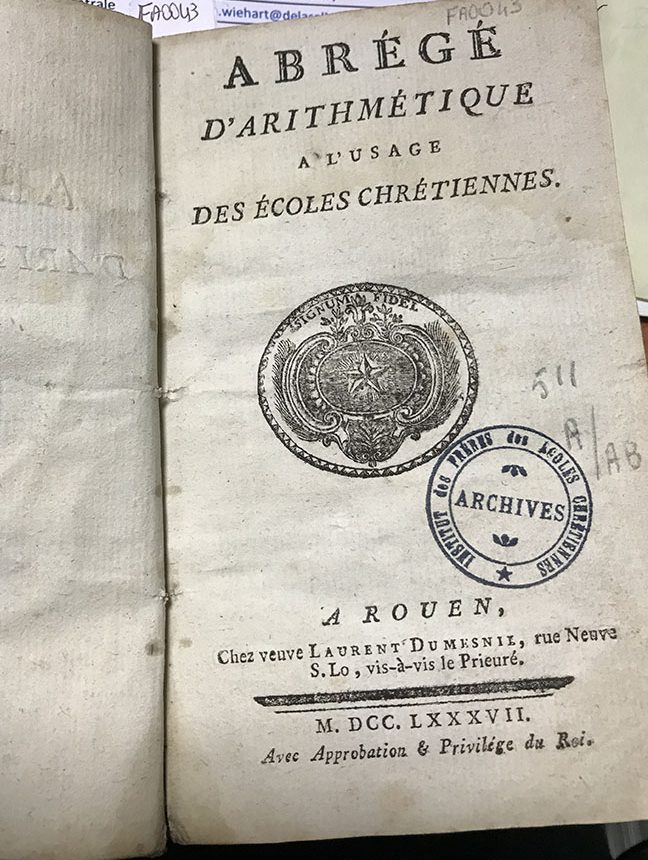 FA0043
.wiehart@delasalle
FA0043
ABRÉGÉ
D'ARITHMÉTIQUE
A L'USAGE
DES ÉCOLES CHRÉTIENNES.
SIGNUM FIDEI
511
A/
AB
INSTITUT des FRÈRES des ÉCOLES CHRÉTIENNES
ARCHIVES
A ROUEN,
Chez veuve LAURENT DUMESNIL, rue Neuve
S. Lo, vis-à-vis le Prieuré.
M. DCC. LXXXVII.
Avec Approbation & Privilége du Roi.